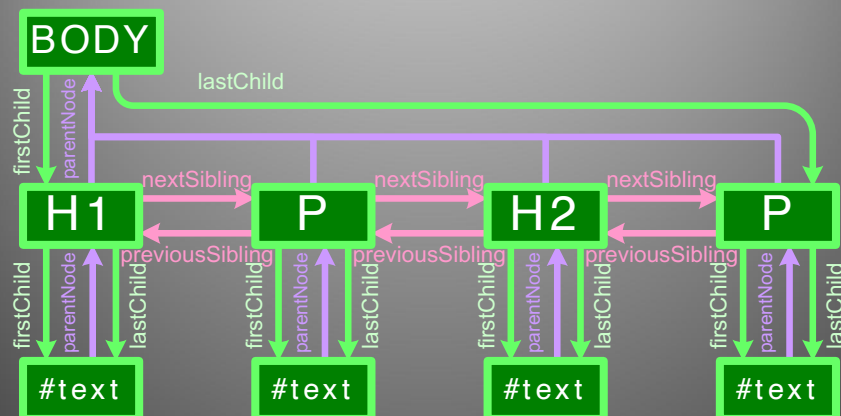 BODY
lastChild
firstChild parentNode
nextSibling nextSibling nextSibling
H1 P H2 P
previousSibling previousSibling previousSibling
firstChild parentNode lastChild firstChild parentNode lastChild firstChild parentNode lastChild firstChild parentNode lastChild
#text #text #text #text